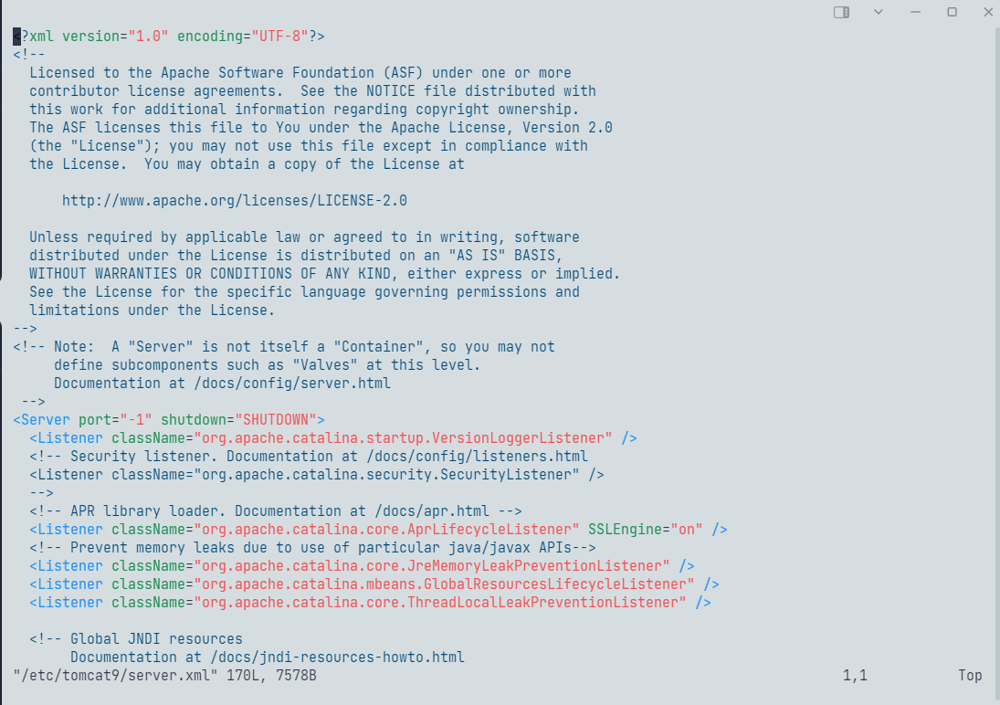 <?xml version="1.0" encoding="UTF-8"?>
<!--
  Licensed to the Apache Software Foundation (ASF) under one or more
  contributor license agreements.  See the NOTICE file distributed with
  this work for additional information regarding copyright ownership.
  The ASF licenses this file to You under the Apache License, Version 2.0
  (the "License"); you may not use this file except in compliance with
  the License.  You may obtain a copy of the License at

      http://www.apache.org/licenses/LICENSE-2.0

  Unless required by applicable law or agreed to in writing, software
  distributed under the License is distributed on an "AS IS" BASIS,
  WITHOUT WARRANTIES OR CONDITIONS OF ANY KIND, either express or implied.
  See the License for the specific language governing permissions and
  limitations under the License.
-->
<!-- Note:  A "Server" is not itself a "Container", so you may not
     define subcomponents such as "Valves" at this level.
     Documentation at /docs/config/server.html
 -->
<Server port="-1" shutdown="SHUTDOWN">
  <Listener className="org.apache.catalina.startup.VersionLoggerListener" />
  <!-- Security listener. Documentation at /docs/config/listeners.html
  <Listener className="org.apache.catalina.security.SecurityListener" />
  -->
  <!-- APR library loader. Documentation at /docs/apr.html -->
  <Listener className="org.apache.catalina.core.AprLifecycleListener" SSLEngine="on" />
  <!-- Prevent memory leaks due to use of particular java/javax APIs-->
  <Listener className="org.apache.catalina.core.JreMemoryLeakPreventionListener" />
  <Listener className="org.apache.catalina.mbeans.GlobalResourcesLifecycleListener" />
  <Listener className="org.apache.catalina.core.ThreadLocalLeakPreventionListener" />

  <!-- Global JNDI resources
       Documentation at /docs/jndi-resources-howto.html
"/etc/tomcat9/server.xml" 170L, 7578B 1,1 Top